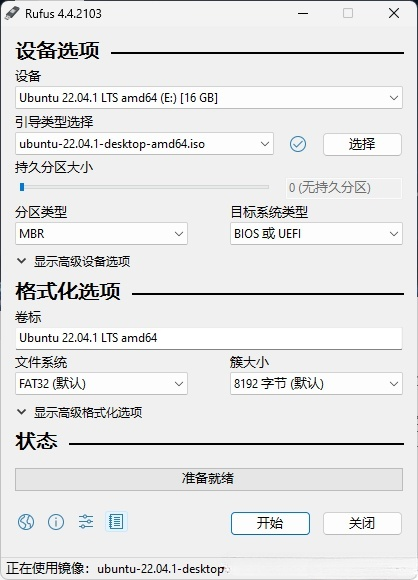 Rufus 4.4.2103
设备选项
设备
Ubuntu 22.04.1 LTS amd64 (E:) [16 GB]
引导类型选择
ubuntu-22.04.1-desktop-amd64.iso
选择
持久分区大小
0 (无持久分区)
分区类型
目标系统类型
MBR
BIOS 或 UEFI
显示高级设备选项
格式化选项
卷标
Ubuntu 22.04.1 LTS amd64
文件系统
簇大小
FAT32 (默认)
8192 字节 (默认)
显示高级格式化选项
状态
准备就绪
开始
关闭
正在使用镜像：ubuntu-22.04.1-desktop